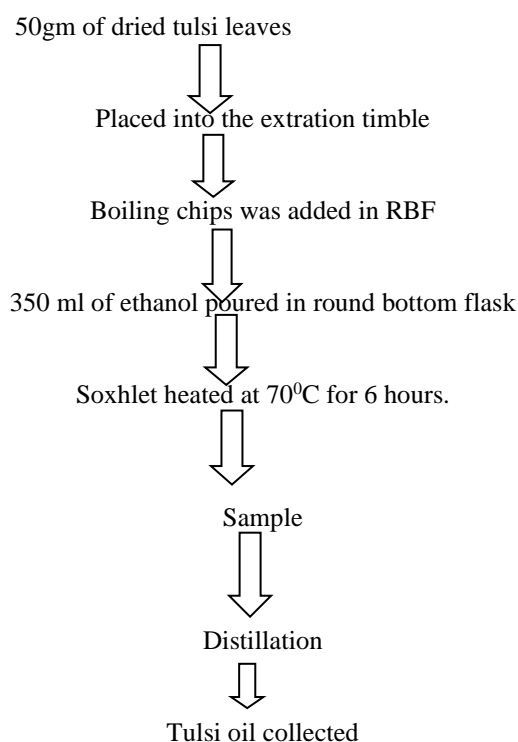 50gm of dried tulsi leaves
Placed into the extration timble
Boiling chips was added in RBF
350 ml of ethanol poured in round bottom flask
Soxhlet heated at 70⁰C for 6 hours.
Sample
Distillation
Tulsi oil collected